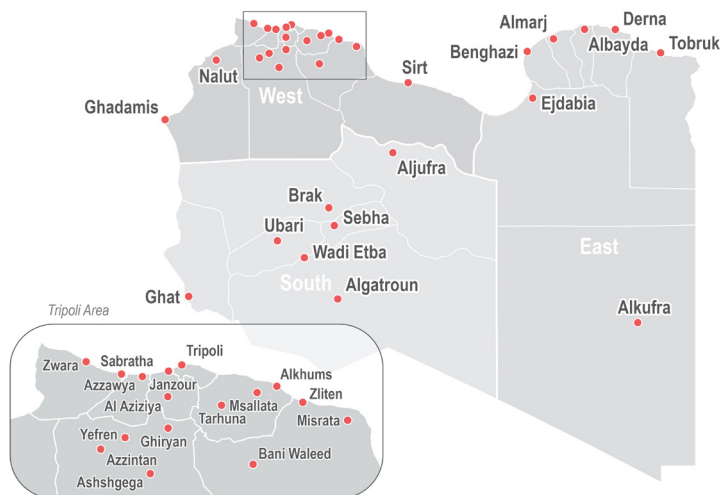 Almarj
Derna
Benghazi
Albayda
Tobruk
Nalut
Sirt
West
Ghadamis
Ejdabia
Aljufra
Brak
Sebha
Ubari
Wadi Etba
East
South
Ghat
Algatroun
Alkufra
Tripoli Area
Zwara
Sabratha
Tripoli
Azzawya
Janzour
Alkhums
Al Aziziya
Msallata
Zliten
Tarhuna
Misrata
Yefren
Ghiryan
Azzintan
Bani Waleed
Ashshgega